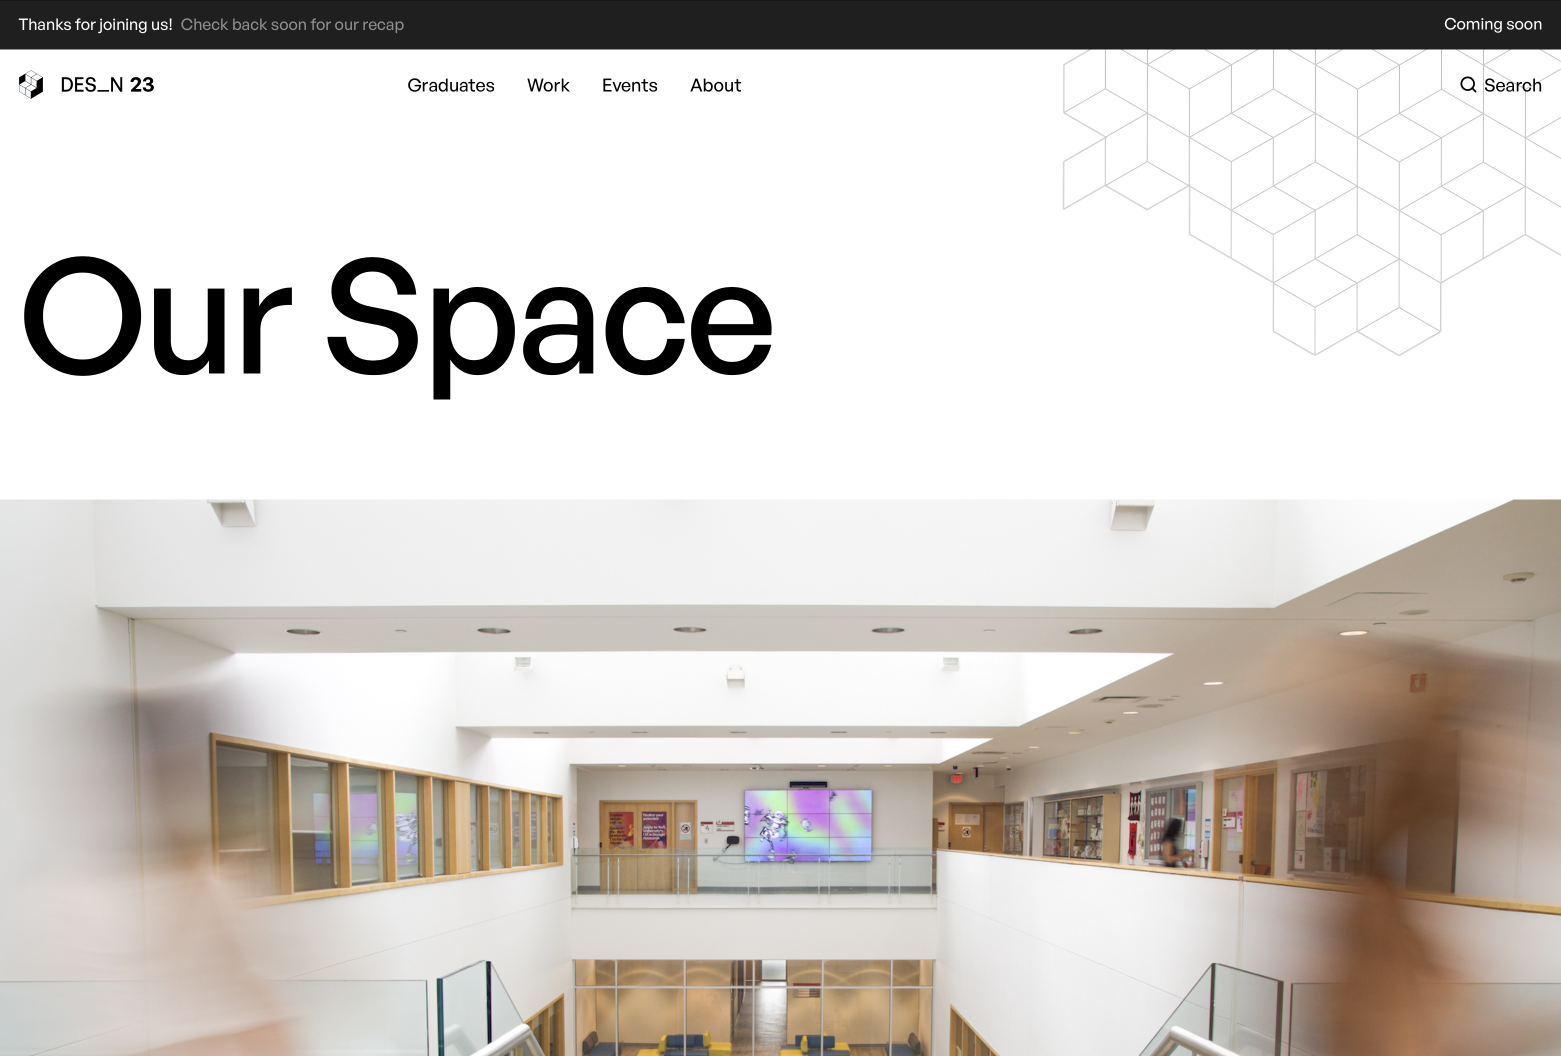 Thanks for joining us! Check back soon for our recap
Coming soon
DES_N 23
Graduates
Work
Events
About
Search
Our Space